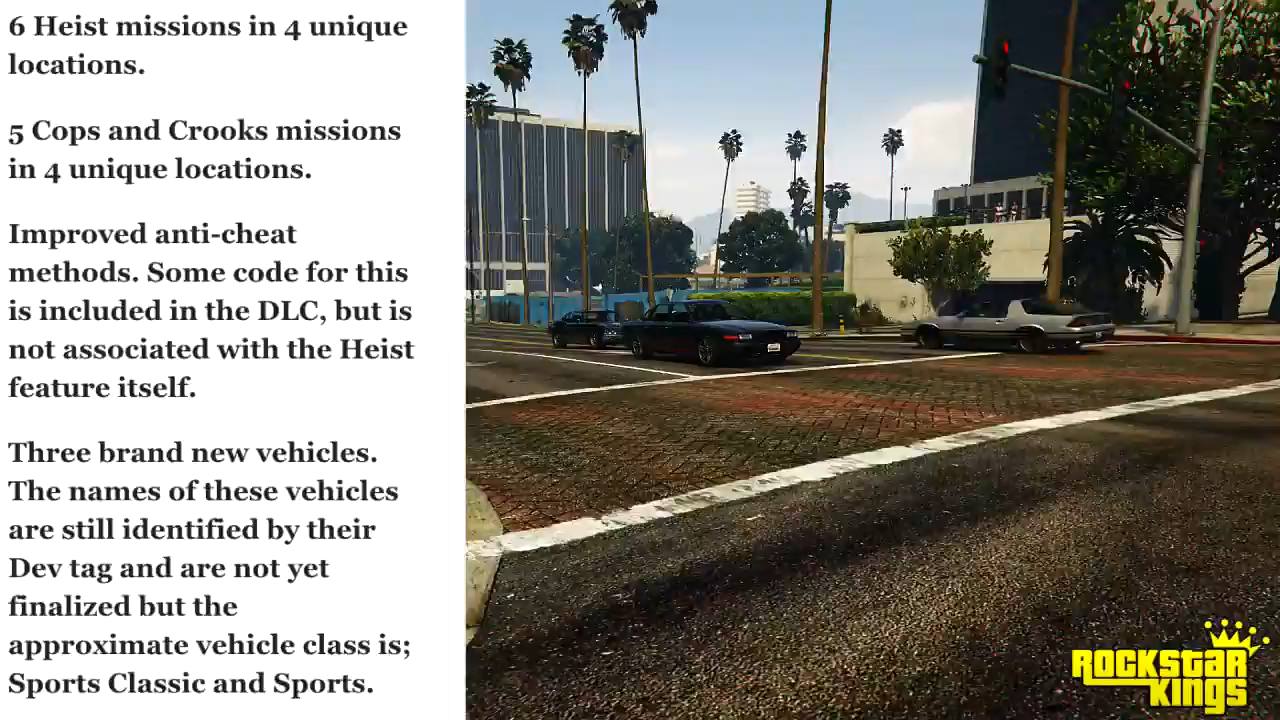 6 Heist missions in 4 unique
locations.
5 Cops and Crooks missions
in 4 unique locations.
Improved anti-cheat
methods. Some code for this
is included in the DLC, but is
not associated with the Heist
feature itself.
Three brand new vehicles.
The names of these vehicles
are still identified by their
Dev tag and are not yet
finalized but the
approximate vehicle class is;
Sports Classic and Sports.
ROCKSTAR
KINGS